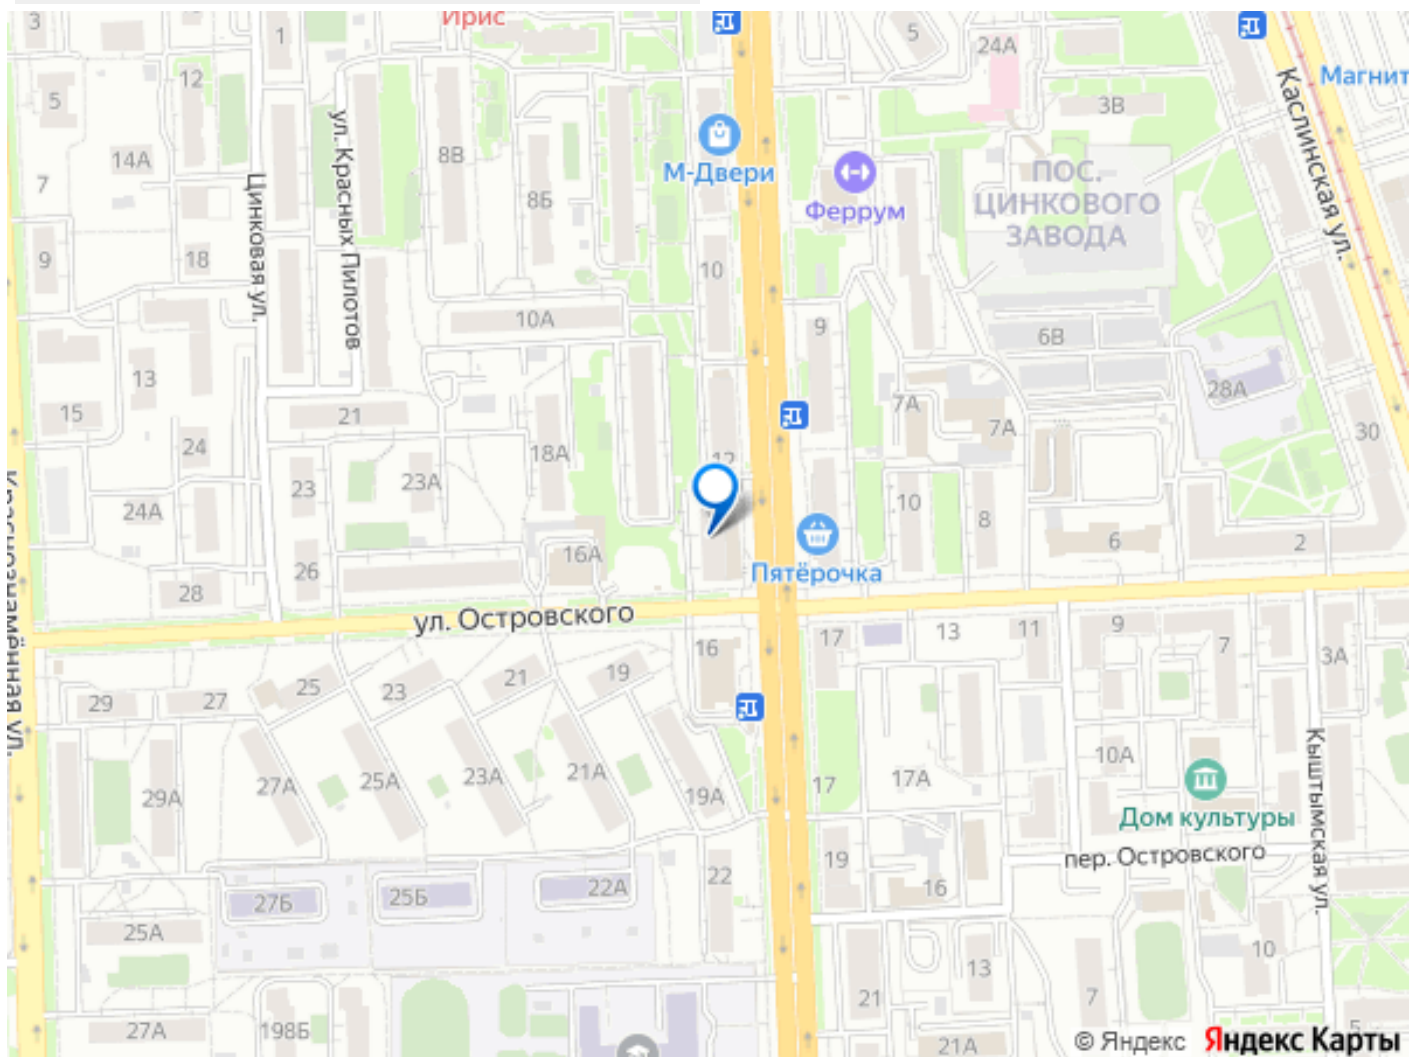 Ирис
3
1
5
24А
12
5
Магнит
3В
ул. Красных Пилотов
Каслинская ул.
14А
8В
М-Двери
7
Цинковая ул.
8Б
Феррум
ПОС.
ЦИНКОВОГО
ЗАВОДА
9
18
10
10А
9
6В
13
28А
15
21
7А
7А
30
24
18А
12
23
23А
24А
10
8
6
2
16А
26
Пятёрочка
28
ул. Островского
Краснознамённая ул.
16
17
13
11
9
7
3А
29
27
25
23
21
19
10А
Кыштымская ул.
27А
25А
23А
21А
19А
17
17А
29А
Дом культуры
19
пер. Островского
22
16
27Б
25Б
22А
25А
10
13
21
7
27А
198Б
21А
5
© Яндекс Яндекс Карты